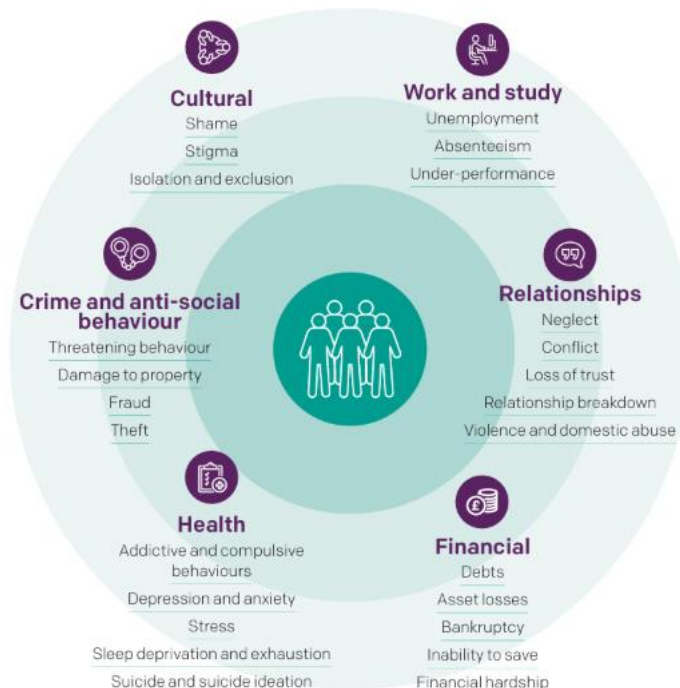 Cultural
Shame
Stigma
Isolation and exclusion
Work and study
Unemployment
Absenteeism
Under-performance
Crime and anti-social
behaviour
Threatening behaviour
Damage to property
Fraud
Theft
Relationships
Neglect
Conflict
Loss of trust
Relationship breakdown
Violence and domestic abuse
Health
Addictive and compulsive
behaviours
Depression and anxiety
Stress
Sleep deprivation and exhaustion
Suicide and suicide ideation
£
Financial
Debts
Asset losses
Bankruptcy
Inability to save
Financial hardship